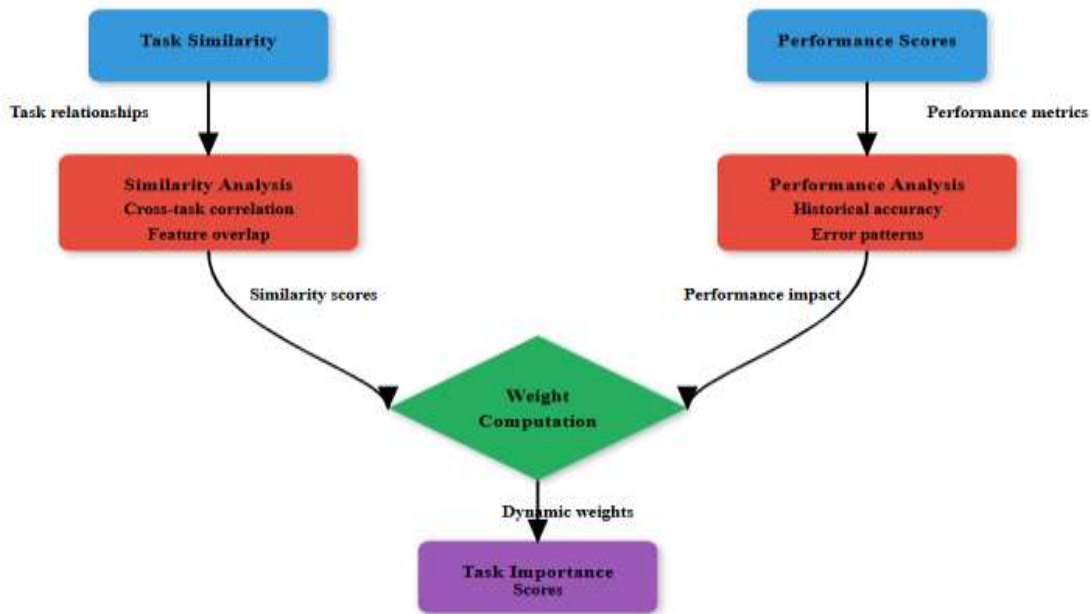 Task Similarity
Performance Scores
Task relationships
Performance metrics
Similarity Analysis
Cross-task correlation
Feature overlap
Performance Analysis
Historical accuracy
Error patterns
Similarity scores
Performance impact
Weight
Computation
Dynamic weights
Task Importance
Scores